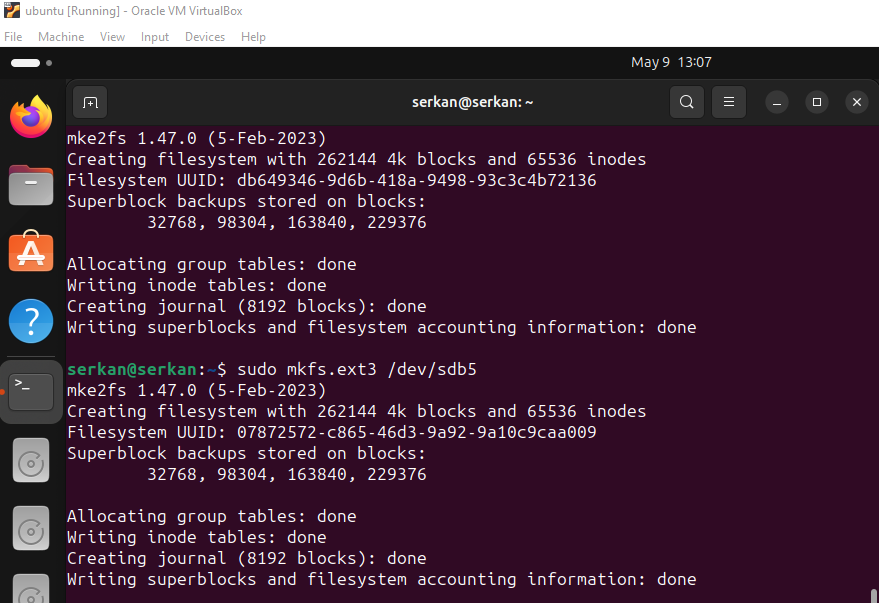 ubuntu [Running] - Oracle VM VirtualBox
File Machine View Input Devices Help
May 9 13:07
serkan@serkan: ~
mke2fs 1.47.0 (5-Feb-2023)
Creating filesystem with 262144 4k blocks and 65536 inodes
Filesystem UUID: db649346-9d6b-418a-9498-93c3c4b72136
Superblock backups stored on blocks:
32768, 98304, 163840, 229376
Allocating group tables: done
Writing inode tables: done
Creating journal (8192 blocks): done
Writing superblocks and filesystem accounting information: done
serkan@serkan:~$ sudo mkfs.ext3 /dev/sdb5
mke2fs 1.47.0 (5-Feb-2023)
Creating filesystem with 262144 4k blocks and 65536 inodes
Filesystem UUID: 07872572-c865-46d3-9a92-9a10c9caa009
Superblock backups stored on blocks:
32768, 98304, 163840, 229376
Allocating group tables: done
Writing inode tables: done
Creating journal (8192 blocks): done
Writing superblocks and filesystem accounting information: done